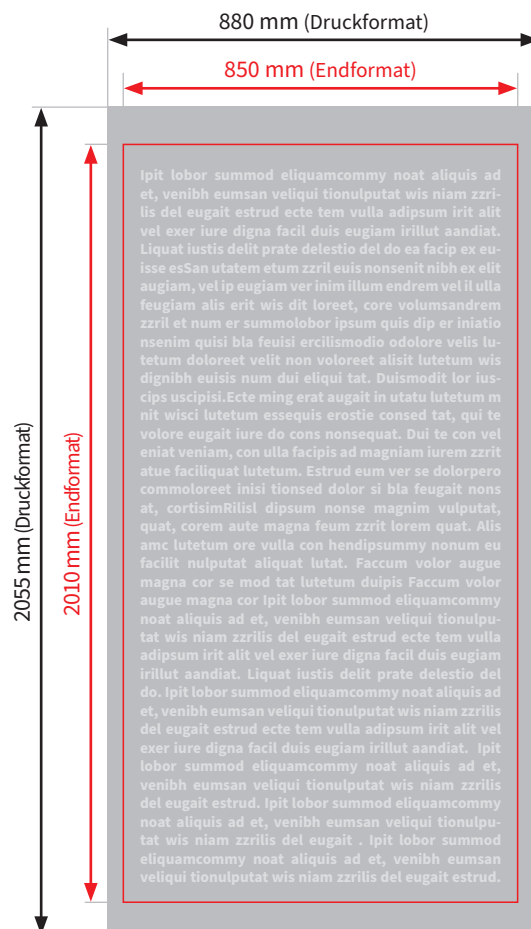 880 mm (Druckformat)
850 mm (Endformat)
2055 mm (Druckformat)
2010 mm (Endformat)
Ipit lobor summod eliquamcommy noat aliquis ad
et, venibh eumsan veliqui tionulputat wis niam zzri-
lis del eugait estrud ecte tem vulla adipsum irit alit
vel exer iure digna facil duis eugiam irillut aandiat.
Liquat iustis delit prate delestio del do ea facip ex eu-
isse esSan utatem etum zzril euis nonsenit nibh ex elit
augiam, vel ip eugiam ver inim illum endrem vel il ulla
feugiam alis erit wis dit loreet, core volumsandrem
zzril et num er summolobor ipsum quis dip er iniatio
nsenim quisi bla feuisi ercilismodio odolore velis lu-
tetum doloreet velit non voloreet alisit lutetum wis
dignibh euisis num dui eliqui tat. Duismodit lor ius-
cips uscipisi.Ecte ming erat augait in utatu lutetum m
nit wisci lutetum essequis erostie consed tat, qui te
volore eugait iure do cons nonsequat. Dui te con vel
eniat veniam, con ulla facipis ad magniam iurem zzrit
atue faciliquat lutetum. Estrud eum ver se dolorpero
commoloreet inisi tionsed dolor si bla feugait nons
at, cortisimRilisl dipsum nonse magnim vulputat,
quat, corem aute magna feum zzrit lorem quat. Alis
amc lutetum ore vulla con hendipsummy nonum eu
facilit nulputat aliquat lutat. Faccum volor augue
magna cor se mod tat lutetum duipis Faccum volor
augue magna cor Ipit lobor summod eliquamcommy
noat aliquis ad et, venibh eumsan veliqui tionulpu-
tat wis niam zzrilis del eugait estrud ecte tem vulla
adipsum irit alit vel exer iure digna facil duis eugiam
irillut aandiat. Liquat iustis delit prate delestio del
do. Ipit lobor summod eliquamcommy noat aliquis ad
et, venibh eumsan veliqui tionulputat wis niam zzrilis
del eugait estrud ecte tem vulla adipsum irit alit vel
exer iure digna facil duis eugiam irillut aandiat. Ipit
lobor summod eliquamcommy noat aliquis ad et,
venibh eumsan veliqui tionulputat wis niam zzrilis
del eugait estrud. Ipit lobor summod eliquamcommy
noat aliquis ad et, venibh eumsan veliqui tionulpu-
tat wis niam zzrilis del eugait . Ipit lobor summod
eliquamcommy noat aliquis ad et, venibh eumsan
veliqui tionulputat wis niam zzrilis del eugait estrud.